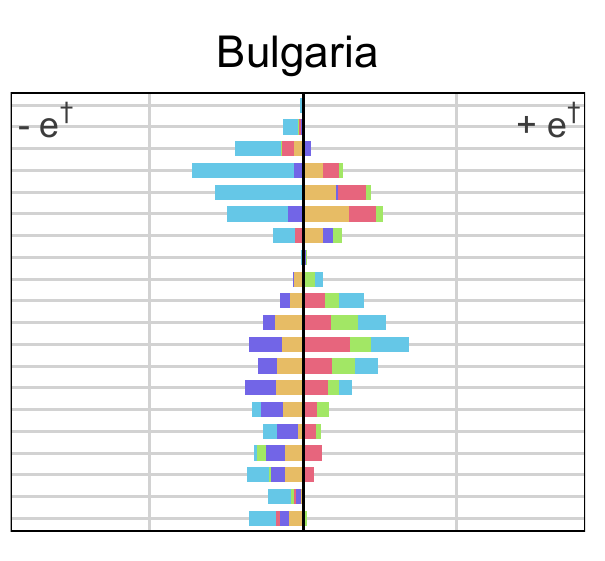 Bulgaria
- e† + e†